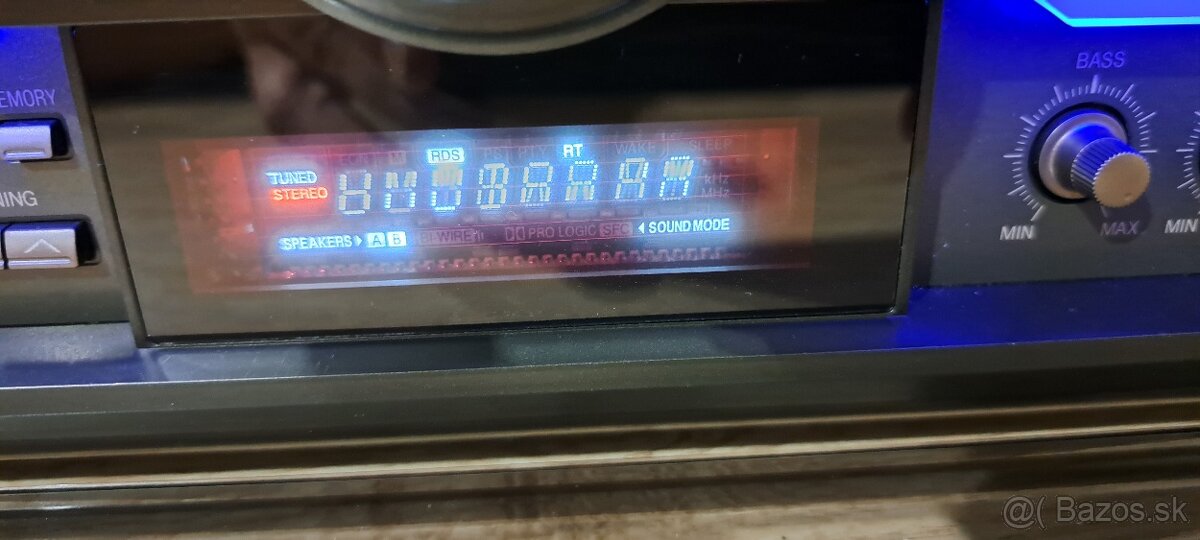 BASS
EMORY
RDS
RT
WAKE
SLEEP
TUNED
STEREO
kHz
MHz
NING
SPEAKERS A B BI-WIRE PRO LOGIC SFC SOUND MODE
MIN
MAX
MIN
@( Bazos.sk